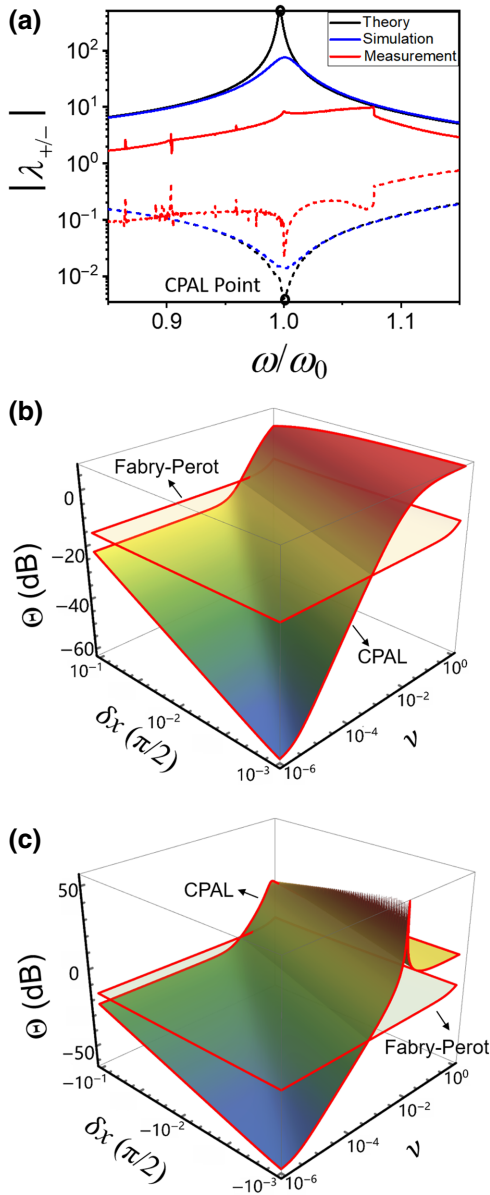 (a)
Theory
Simulation
Measurement
|λ+/−|
10²
10¹
10⁰
10⁻¹
10⁻²
CPAL Point
0.9
1.0
1.1
ω/ω₀
(b)
Fabry-Perot
Θ (dB)
0
−20
−40
−60
CPAL
10⁻¹
10⁻²
10⁻³
δx (π/2)
10⁻⁶
10⁻⁴
10⁻²
10⁰
ν
(c)
CPAL
Θ (dB)
50
0
−50
Fabry-Perot
−10⁻¹
−10⁻²
−10⁻³
δx (π/2)
10⁻⁶
10⁻⁴
10⁻²
10⁰
ν